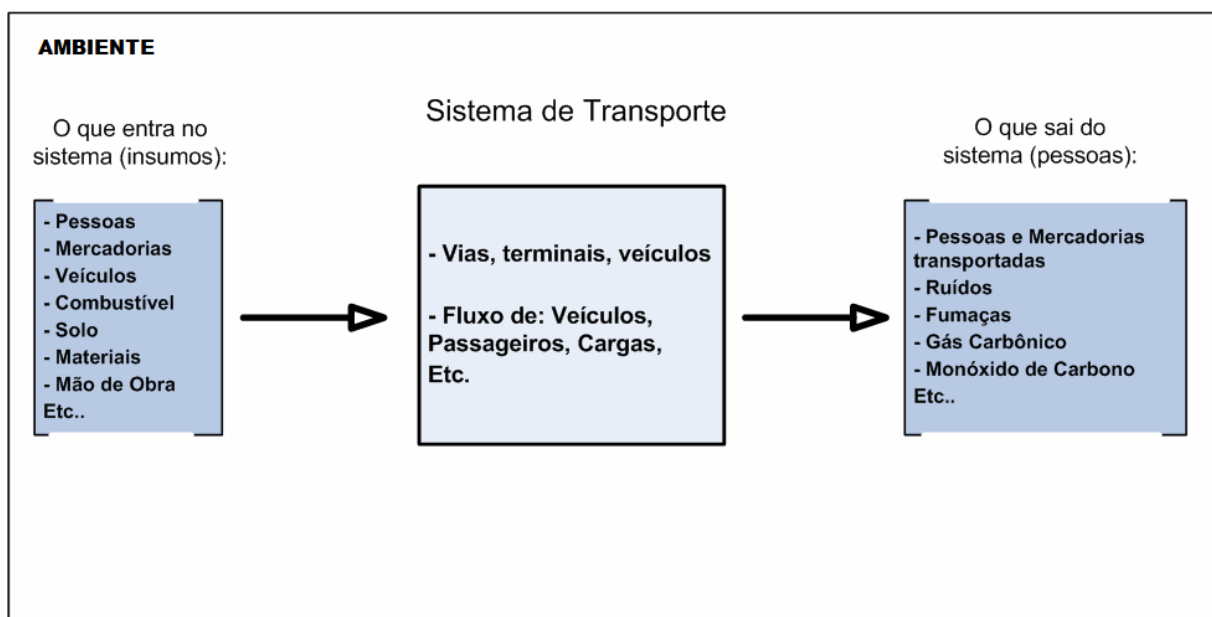 AMBIENTE
Sistema de Transporte
O que entra no
sistema (insumos):
- Pessoas
- Mercadorias
- Veículos
- Combustível
- Solo
- Materiais
- Mão de Obra
Etc..
- Vias, terminais, veículos
- Fluxo de: Veículos,
Passageiros, Cargas,
Etc.
O que sai do
sistema (pessoas):
- Pessoas e Mercadorias
transportadas
- Ruídos
- Fumaças
- Gás Carbônico
- Monóxido de Carbono
Etc..